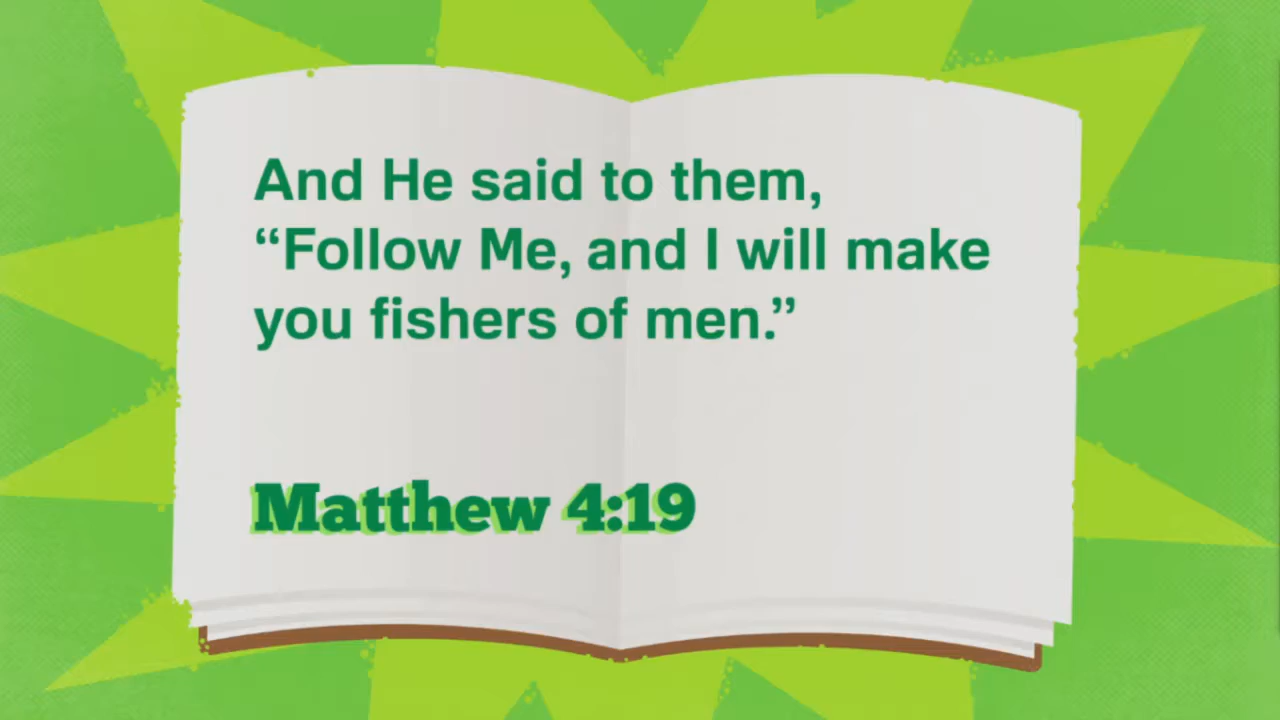 And He said to them,
“Follow Me, and I will make
you fishers of men.”
Matthew 4:19